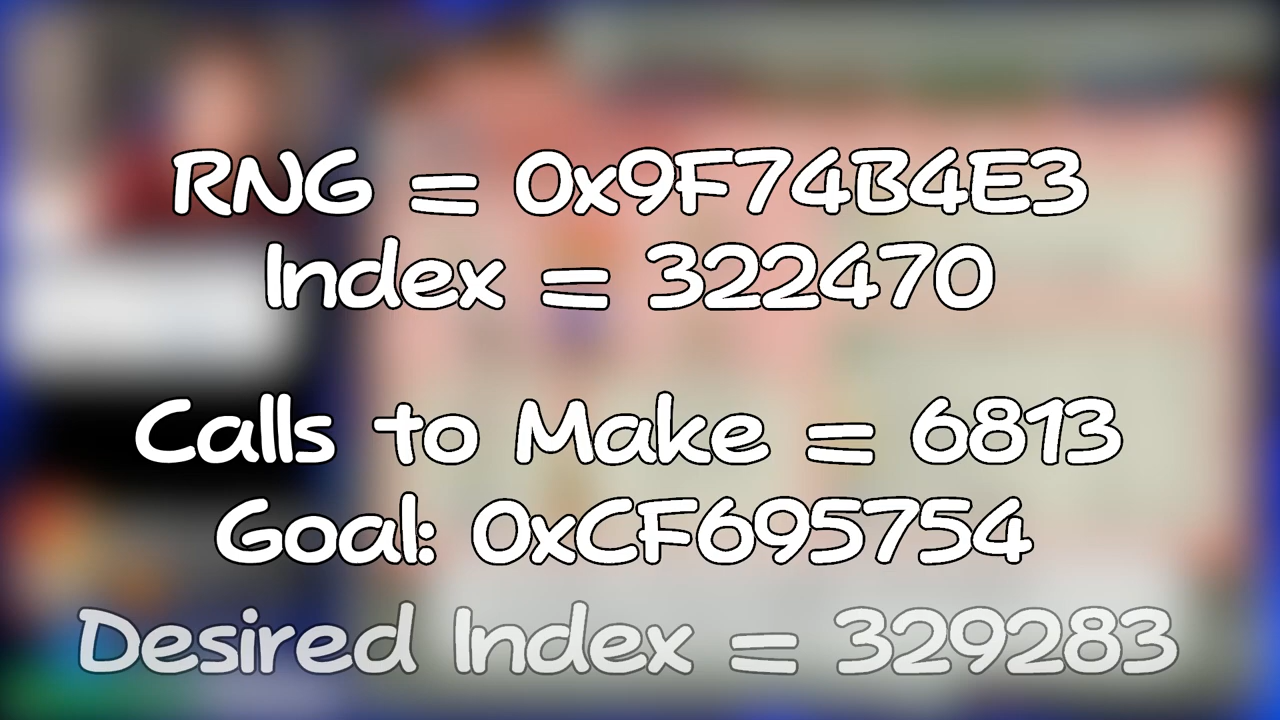 RNG = 0x9F74B4E3
Index = 322470
Calls to Make = 6813
Goal: 0xCF695754
Desired Index = 329283